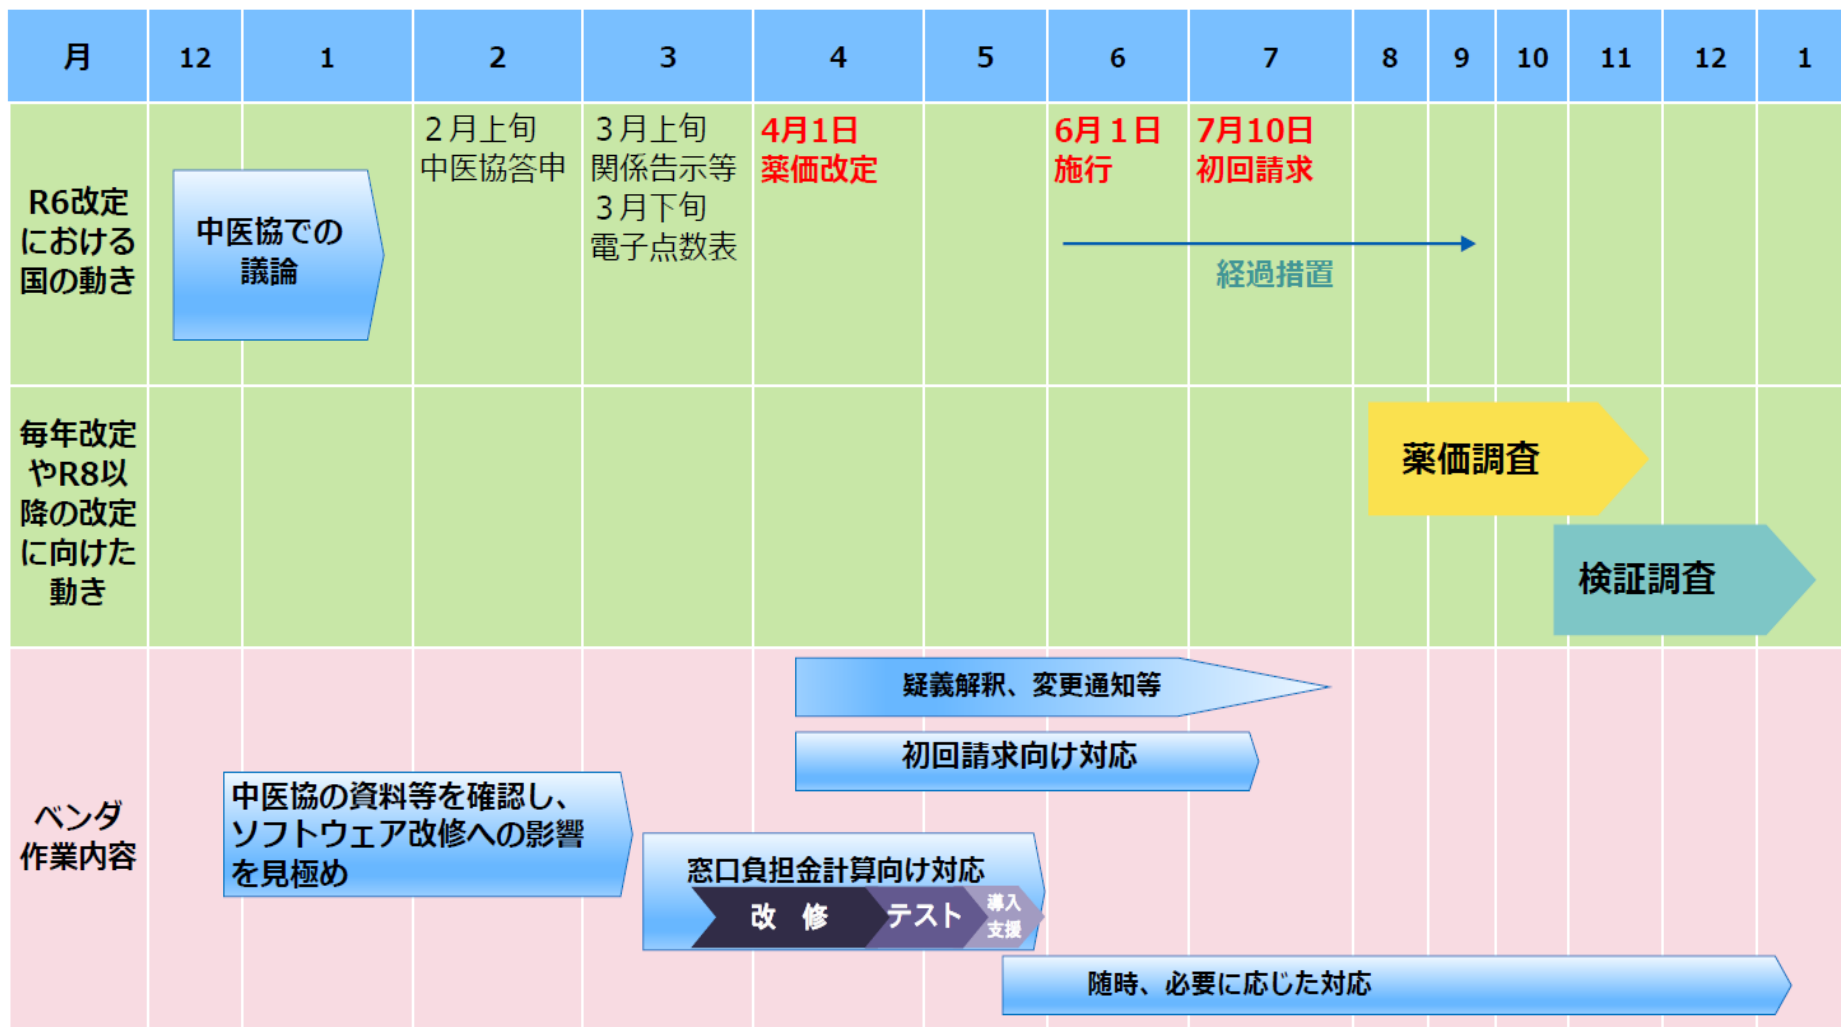 月 12 1 2 3 4 5 6 7 8 9 10 11 12 1
R6改定
における
国の動き
中医協での
議論
２月上旬
中医協答申
３月上旬
関係告示等
３月下旬
電子点数表
4月1日
薬価改定
6月１日
施行
7月10日
初回請求
経過措置
毎年改定
やR8以
降の改定
に向けた
動き
薬価調査
検証調査
ベンダ
作業内容
疑義解釈、変更通知等
初回請求向け対応
中医協の資料等を確認し、
ソフトウェア改修への影響
を見極め
窓口負担金計算向け対応
改　修
テスト
導入
支援
随時、必要に応じた対応